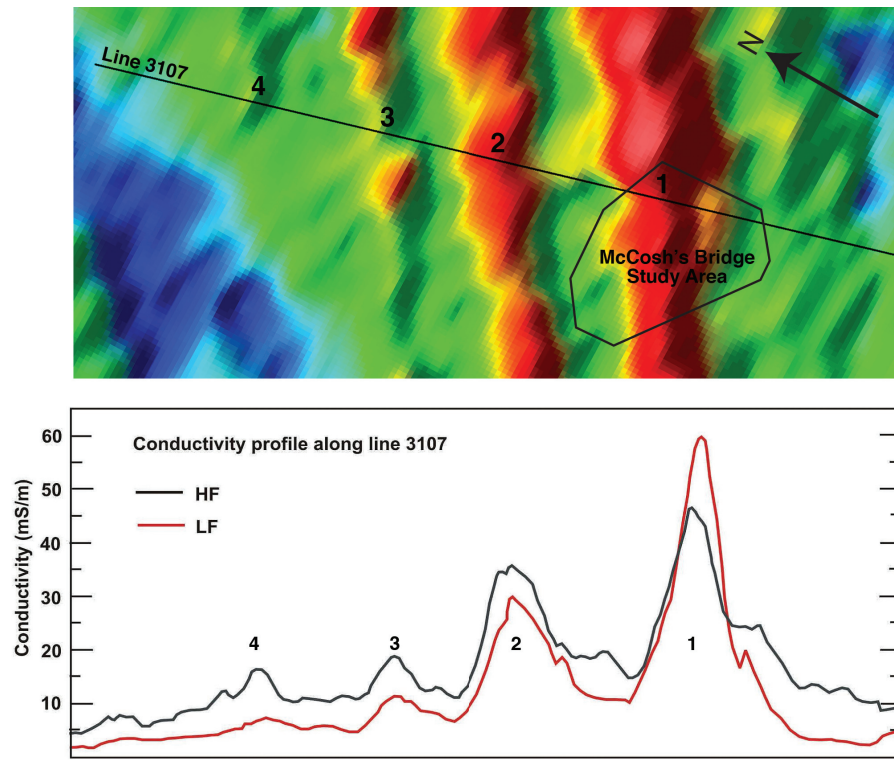 Line 3107
4
3
2
1
N
McCosh's Bridge
Study Area
Conductivity profile along line 3107
HF
LF
Conductivity (mS/m)
60
50
40
30
20
10
4
3
2
1